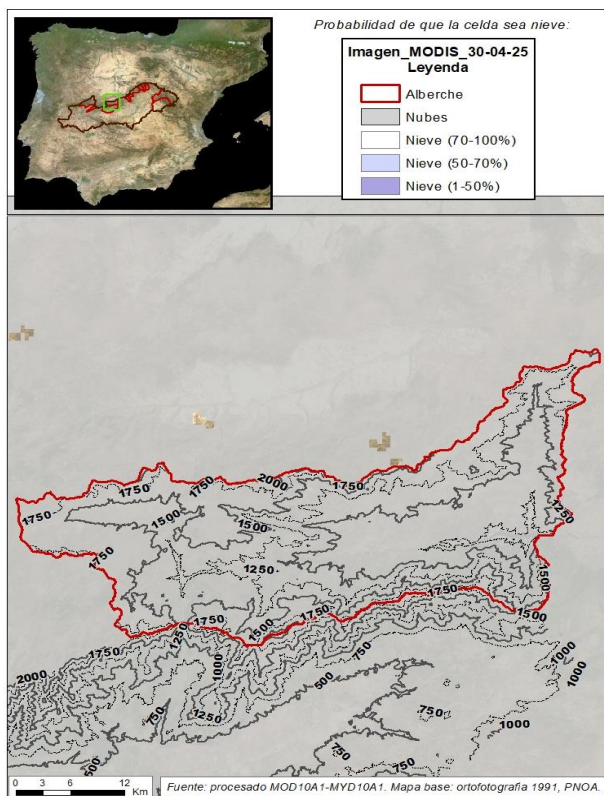 Probabilidad de que la celda sea nieve:
Imagen_MODIS_30-04-25
Leyenda
Alberche
Nubes
Nieve (70-100%)
Nieve (50-70%)
Nieve (1-50%)
1750
1750
1750
2000
1750
1500
1500
1250
1250
1750
1500
1750
1750
1250
1500
1750
1500
1750
2000
1000
750
500
750
1250
1000
1000
750
1000
750
750
500
0 3 6 12
Km
Fuente: procesado MOD10A1-MYD10A1. Mapa base: ortofotografia 1991, PNOA.